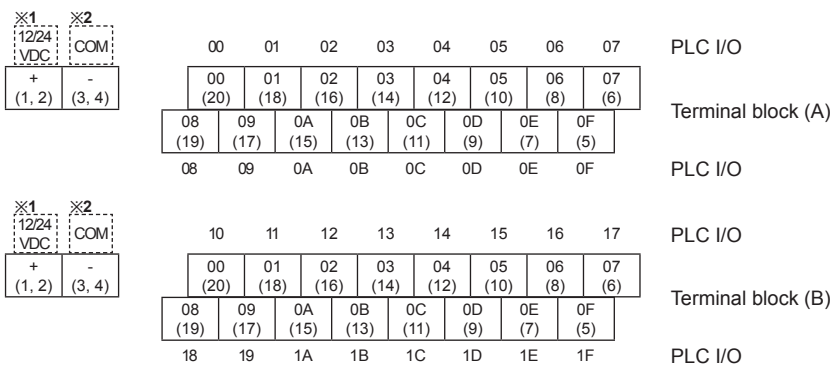 ※1 ※2
12/24 VDC COM
00 01 02 03 04 05 06 07 PLC I/O
+ - 00 01 02 03 04 05 06 07
(1, 2) (3, 4) (20) (18) (16) (14) (12) (10) (8) (6)
Terminal block (A)
08 09 0A 0B 0C 0D 0E 0F
(19) (17) (15) (13) (11) (9) (7) (5)
08 09 0A 0B 0C 0D 0E 0F PLC I/O
※1 ※2
12/24 VDC COM
10 11 12 13 14 15 16 17 PLC I/O
+ - 00 01 02 03 04 05 06 07
(1, 2) (3, 4) (20) (18) (16) (14) (12) (10) (8) (6)
Terminal block (B)
08 09 0A 0B 0C 0D 0E 0F
(19) (17) (15) (13) (11) (9) (7) (5)
18 19 1A 1B 1C 1D 1E 1F PLC I/O